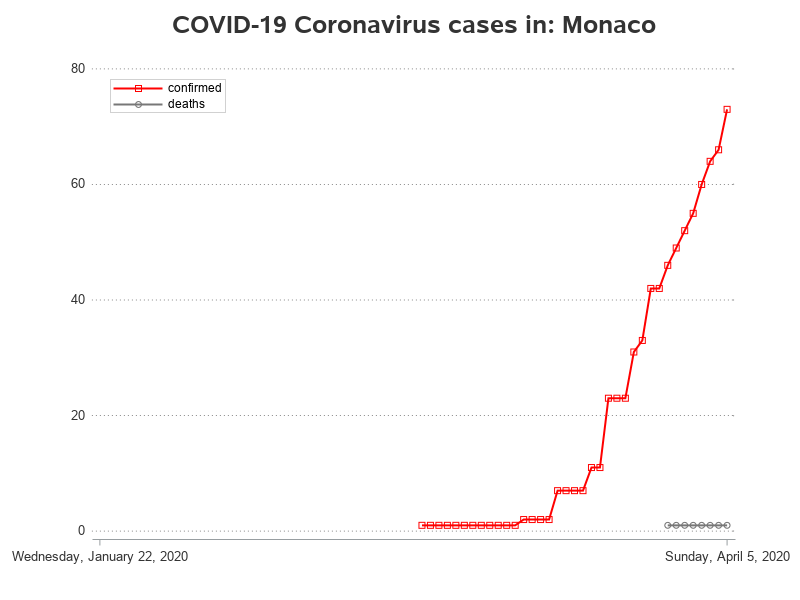 COVID-19 Coronavirus cases in: Monaco
80
confirmed
deaths
60
40
20
0
Wednesday, January 22, 2020
Sunday, April 5, 2020